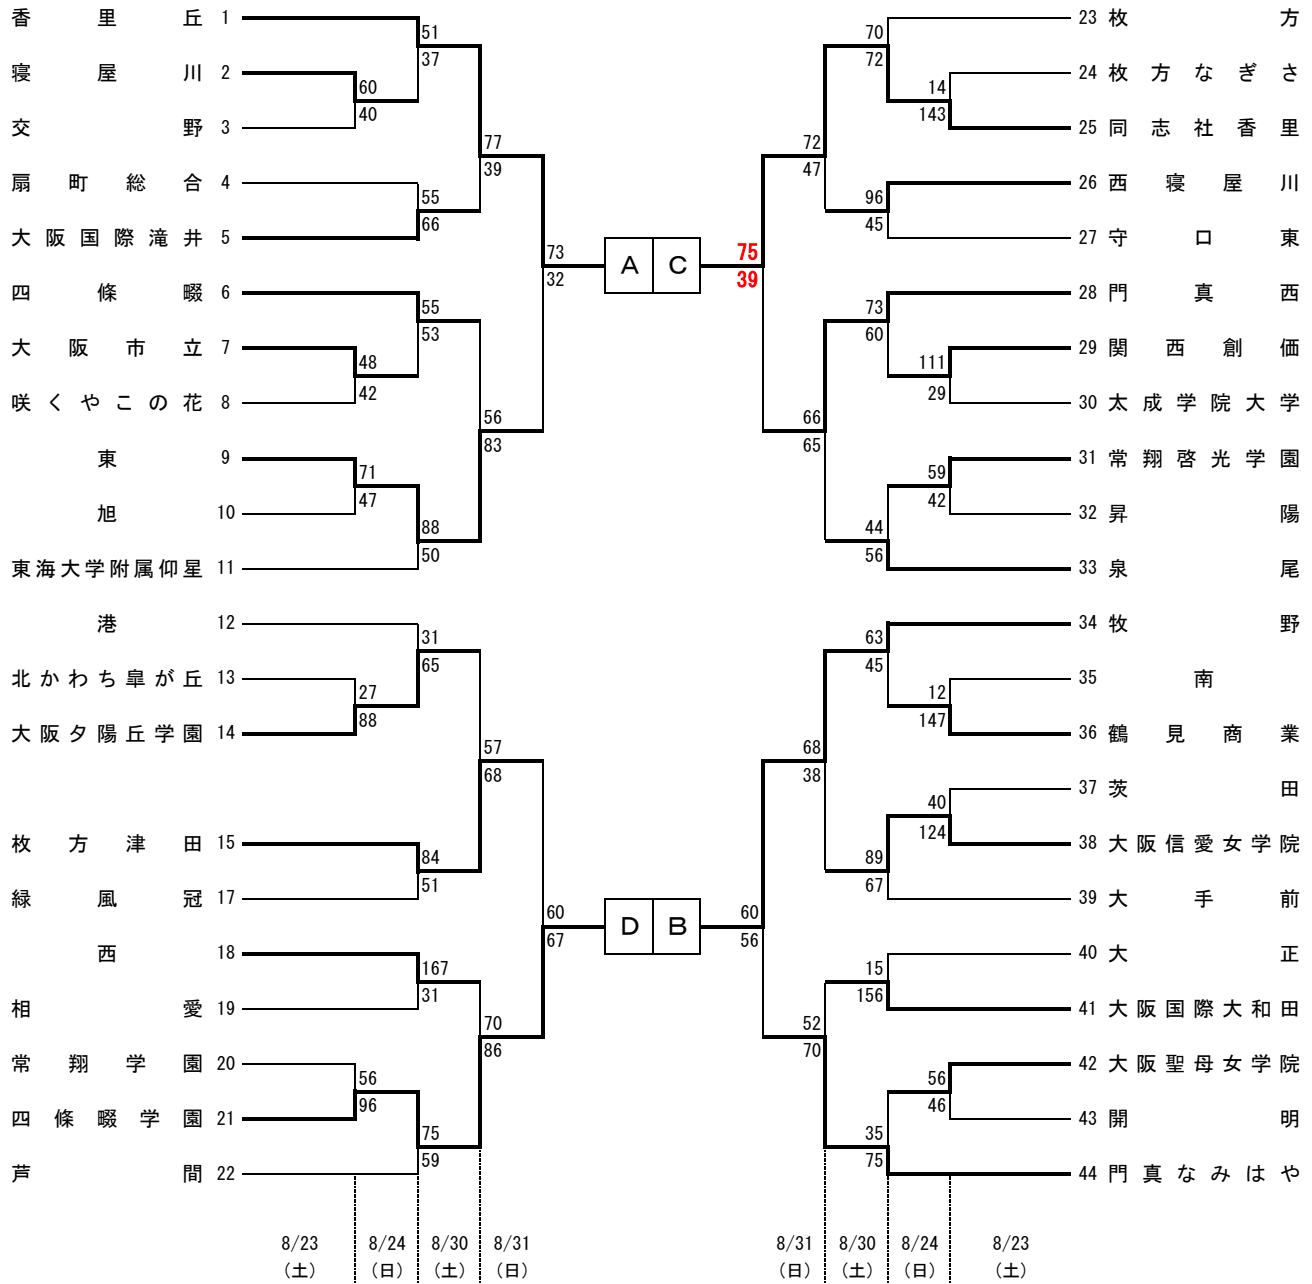 香里丘 1
寝屋川 2
交野 3
扇町総合 4
大阪国際滝井 5
四條畷 6
大阪市立 7
咲くやこの花 8
東 9
旭 10
東海大学附属仰星 11
港 12
北かわち皐が丘 13
大阪夕陽丘学園 14
枚方津田 15
緑風冠 17
西 18
相愛 19
常翔学園 20
四條畷学園 21
芦間 22
60
40
48
42
71
47
27
88
56
96
51
37
55
66
55
53
88
50
31
65
84
51
167
31
75
59
77
39
56
83
57
68
70
86
73
32
60
67
A C
D B
75
39
60
56
72
47
66
65
68
38
52
70
70
72
96
45
73
60
44
56
63
45
89
67
15
156
35
75
14
143
111
29
59
42
12
147
40
124
56
46
23 枚方
24 枚方なぎさ
25 同志社香里
26 西寝屋川
27 守口東
28 門真西
29 関西創価
30 太成学院大学
31 常翔啓光学園
32 昇陽
33 泉尾
34 牧野
35 南
36 鶴見商業
37 茨田
38 大阪信愛女学院
39 大手前
40 大正
41 大阪国際大和田
42 大阪聖母女学院
43 開明
44 門真なみはや
8/23 8/24 8/30 8/31 8/31 8/30 8/24 8/23
（土） （日） （土） （日） （日） （土） （日） （土）